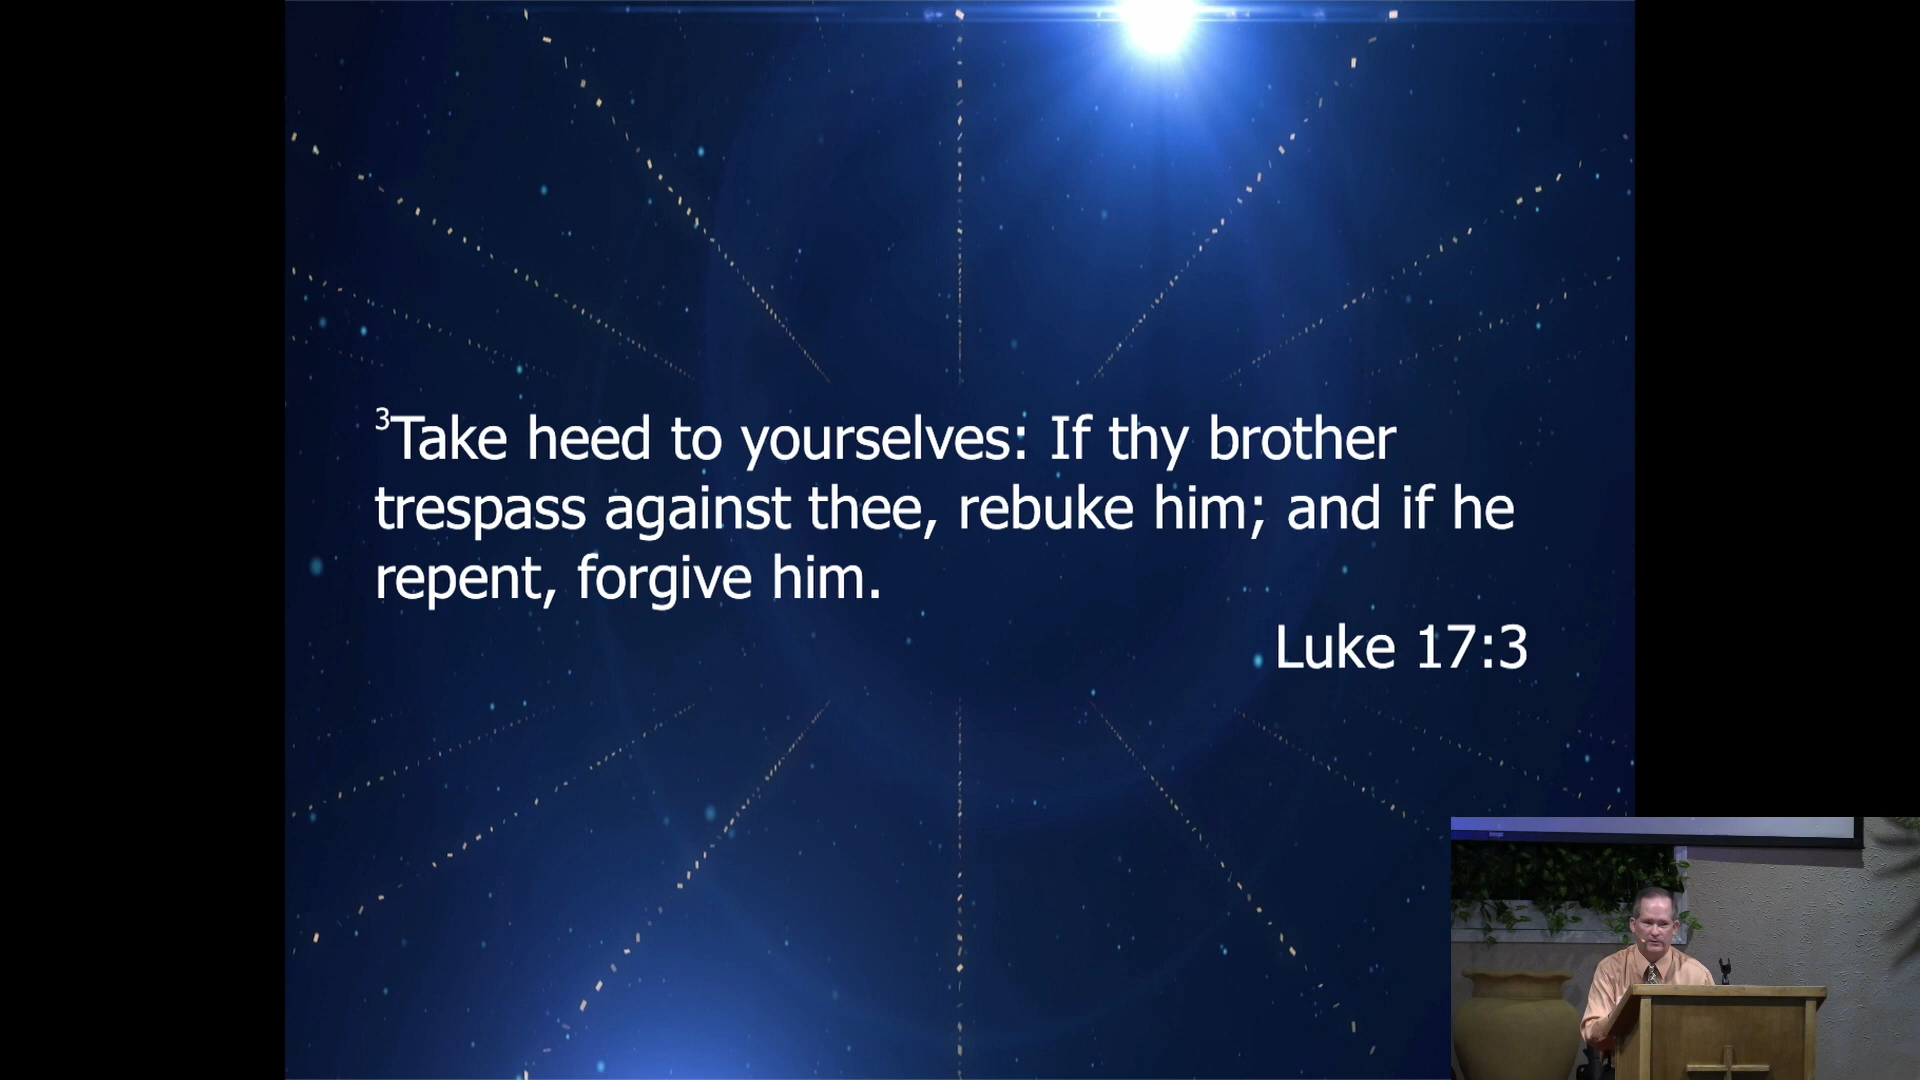 ³Take heed to yourselves: If thy brother
trespass against thee, rebuke him; and if he
repent, forgive him.
Luke 17:3